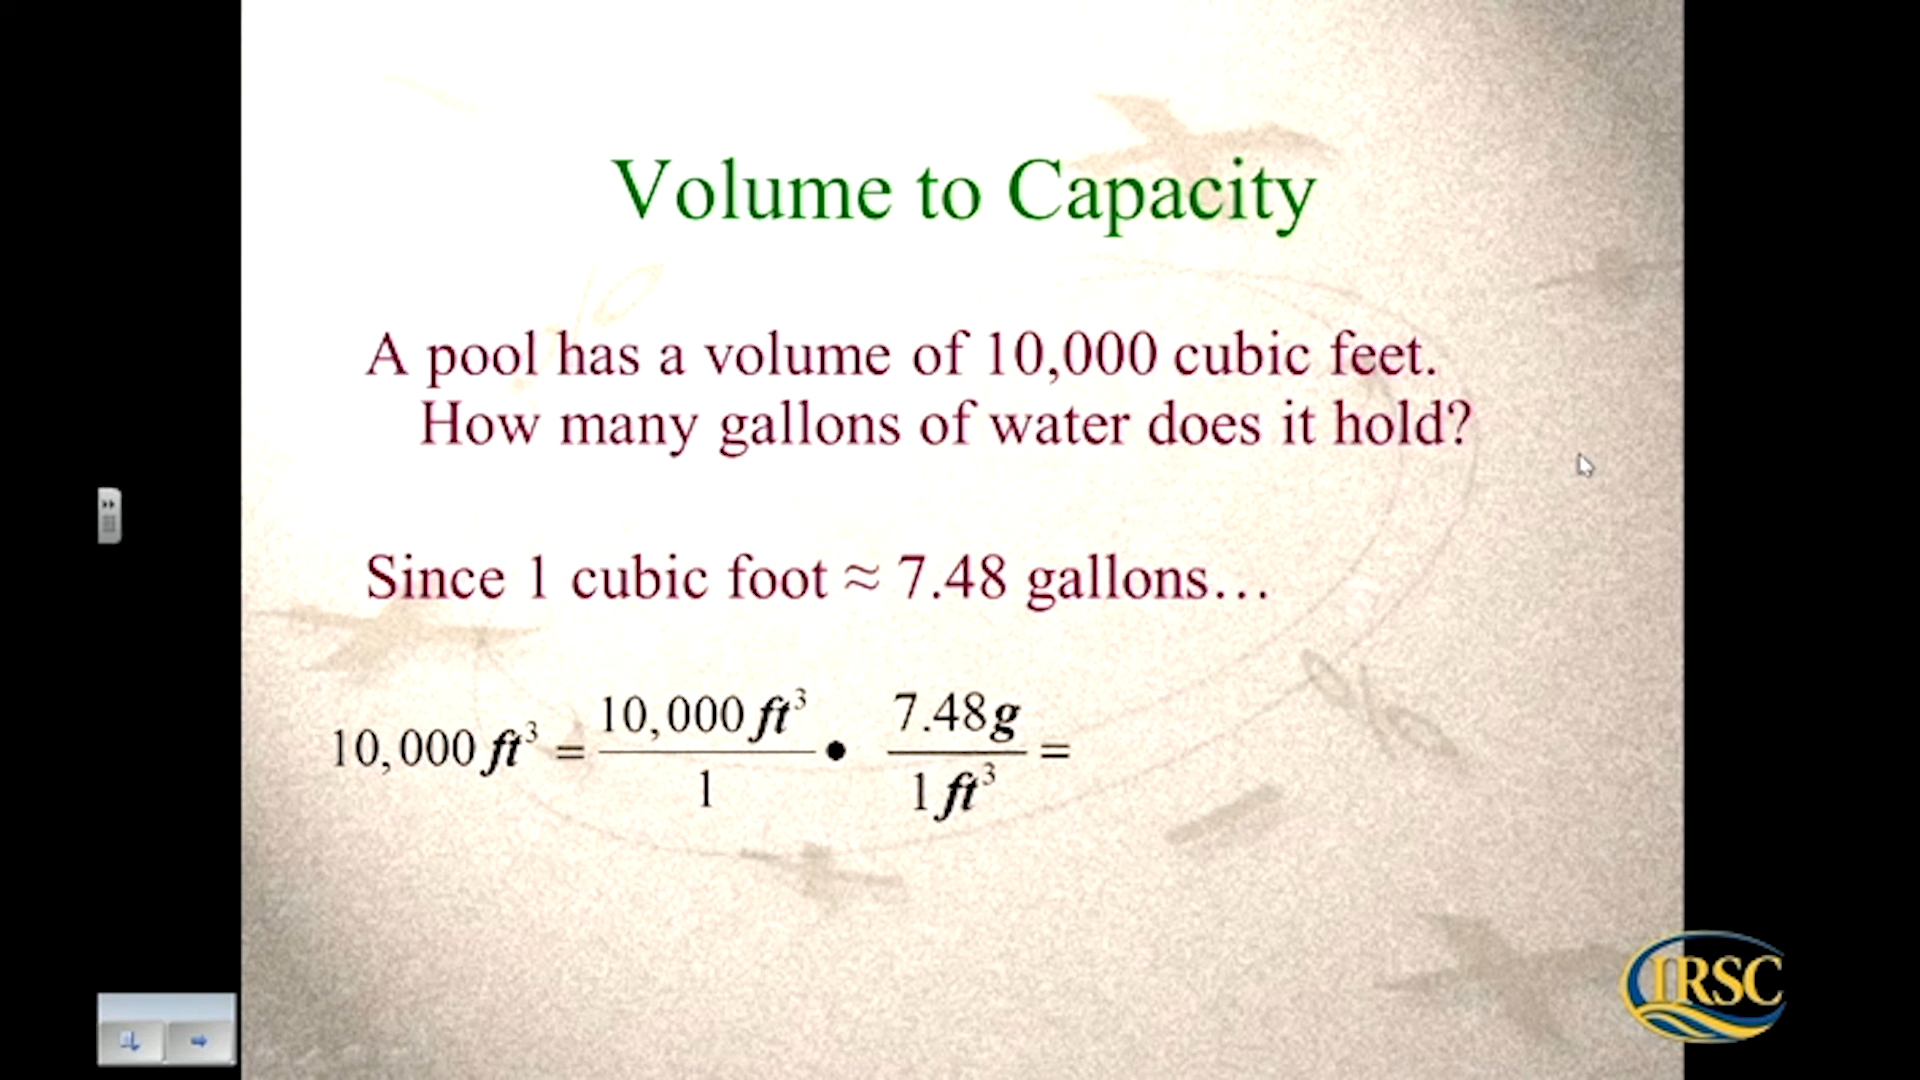 Volume to Capacity
A pool has a volume of 10,000 cubic feet.
How many gallons of water does it hold?
Since 1 cubic foot ≈ 7.48 gallons…
10,000 ft³ = 10,000 ft³/1 • 7.48g/1 ft³ =
IRSC